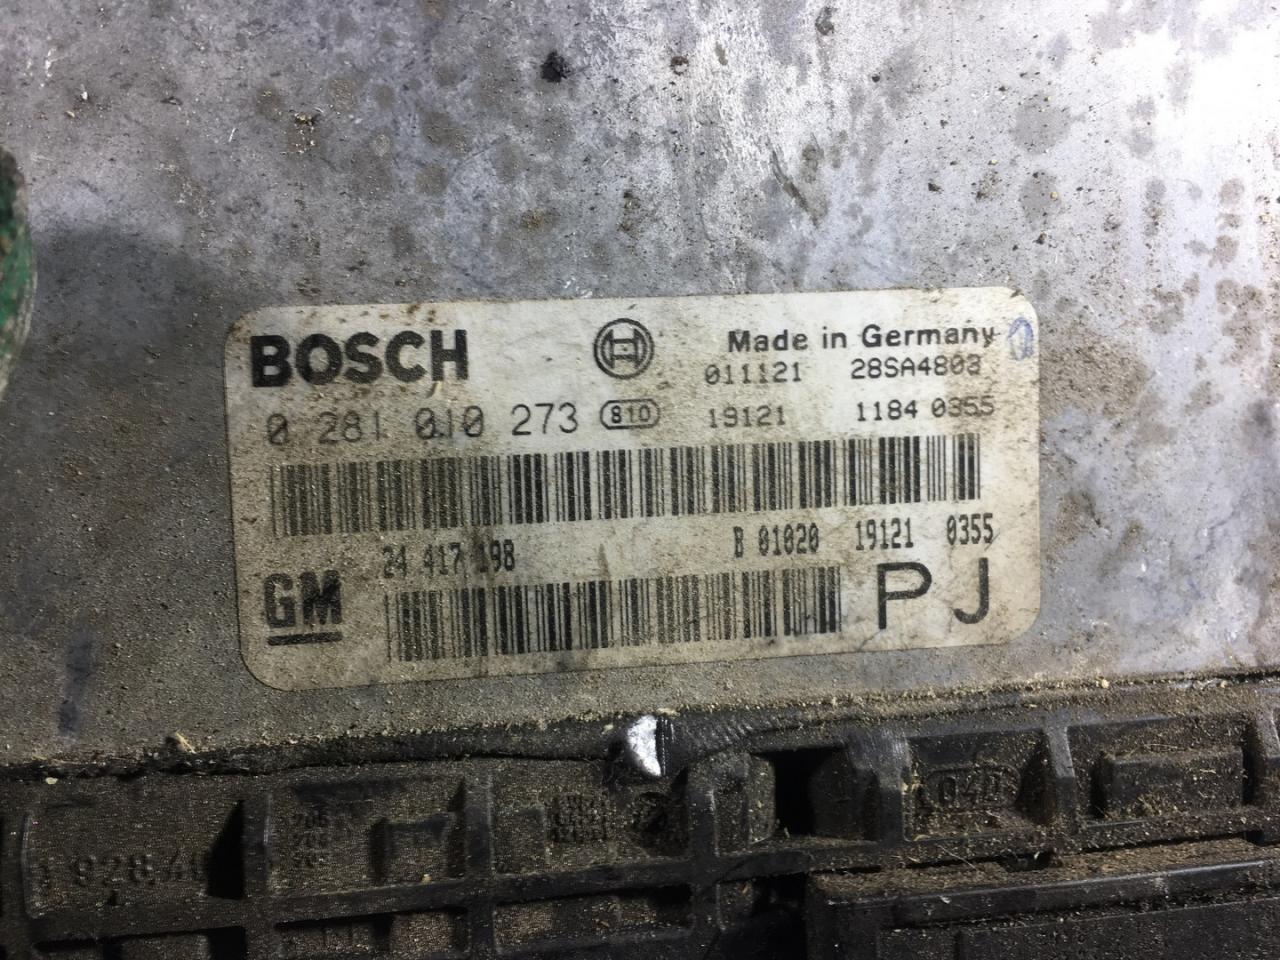 BOSCH
Made in Germany
011121 28SA4803
0 281 010 273 810 19121 1184 0355
24 417 198 B 01020 19121 0355
GM PJ